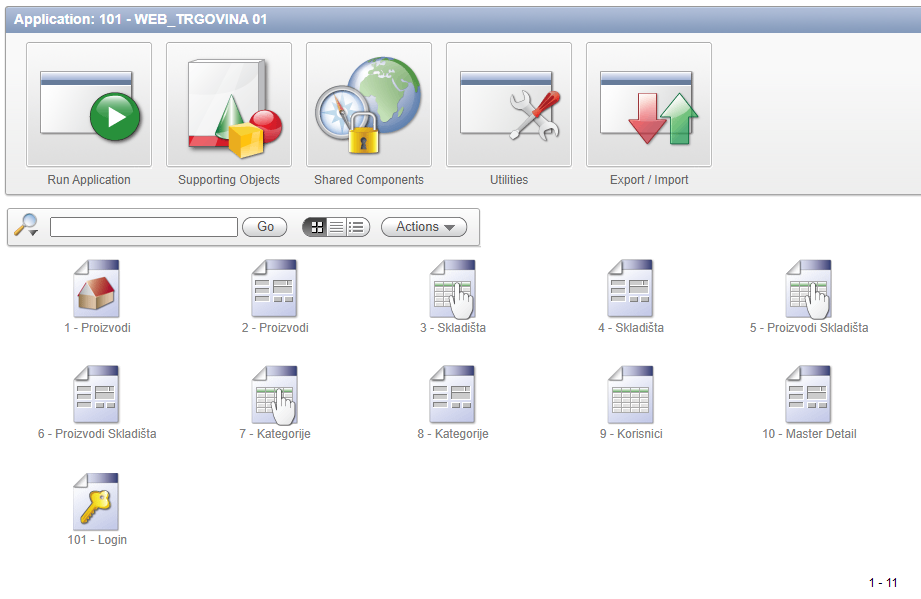 Application: 101 - WEB_TRGOVINA 01
Run Application
Supporting Objects
Shared Components
Utilities
Export / Import
Go
Actions
1 - Proizvodi
2 - Proizvodi
3 - Skladišta
4 - Skladišta
5 - Proizvodi Skladišta
6 - Proizvodi Skladišta
7 - Kategorije
8 - Kategorije
9 - Korisnici
10 - Master Detail
101 - Login
1 - 11